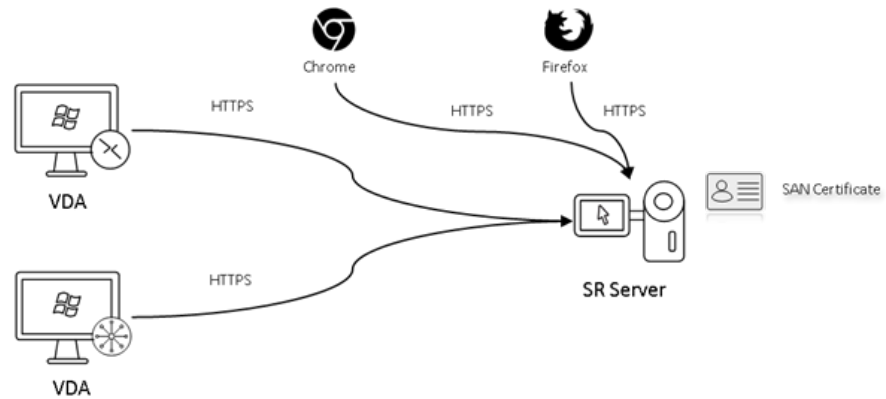 Chrome
Firefox
HTTPS
HTTPS
HTTPS
VDA
SAN Certificate
HTTPS
SR Server
VDA